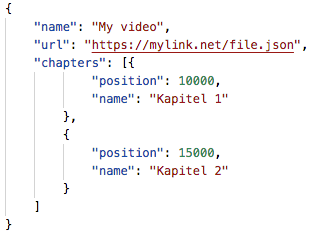 {
    "name": "My video",
    "url": "https://mylink.net/file.json",
    "chapters": [{
            "position": 10000,
            "name": "Kapitel 1"
        },
        {
            "position": 15000,
            "name": "Kapitel 2"
        }
    ]
}